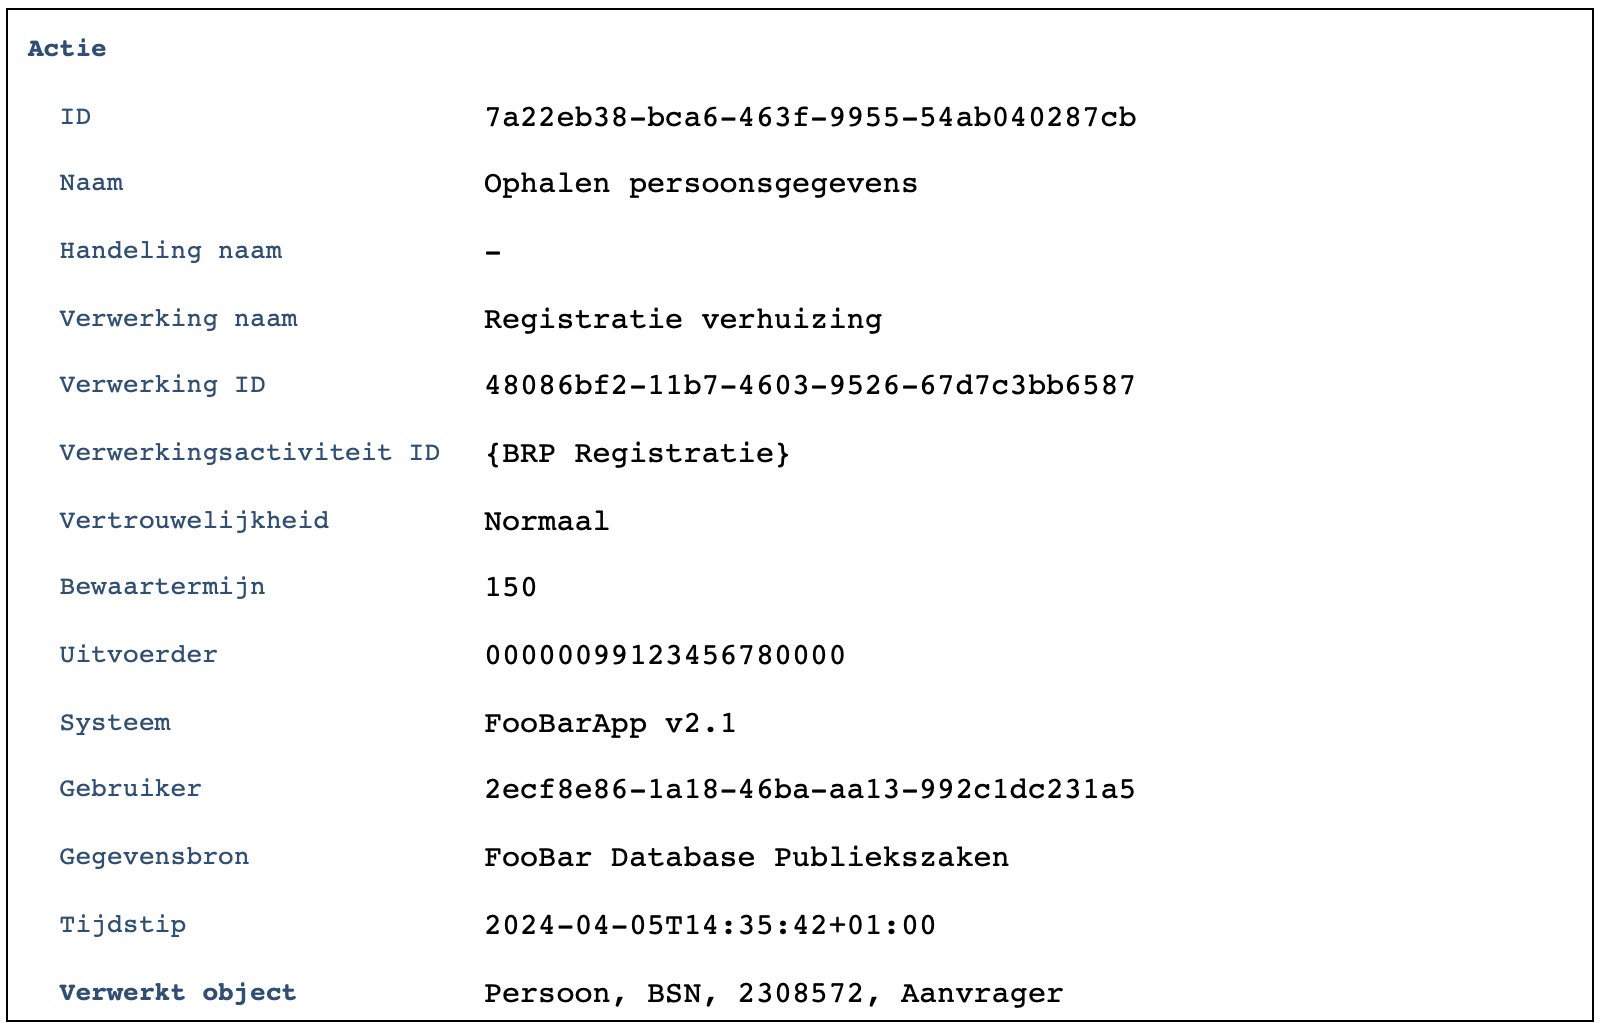 Actie
ID 7a22eb38-bca6-463f-9955-54ab040287cb
Naam Ophalen persoonsgegevens
Handeling naam -
Verwerking naam Registratie verhuizing
Verwerking ID 48086bf2-11b7-4603-9526-67d7c3bb6587
Verwerkingsactiviteit ID {BRP Registratie}
Vertrouwelijkheid Normaal
Bewaartermijn 150
Uitvoerder 00000099123456780000
Systeem FooBarApp v2.1
Gebruiker 2ecf8e86-1a18-46ba-aa13-992c1dc231a5
Gegevensbron FooBar Database Publiekszaken
Tijdstip 2024-04-05T14:35:42+01:00
Verwerkt object Persoon, BSN, 2308572, Aanvrager